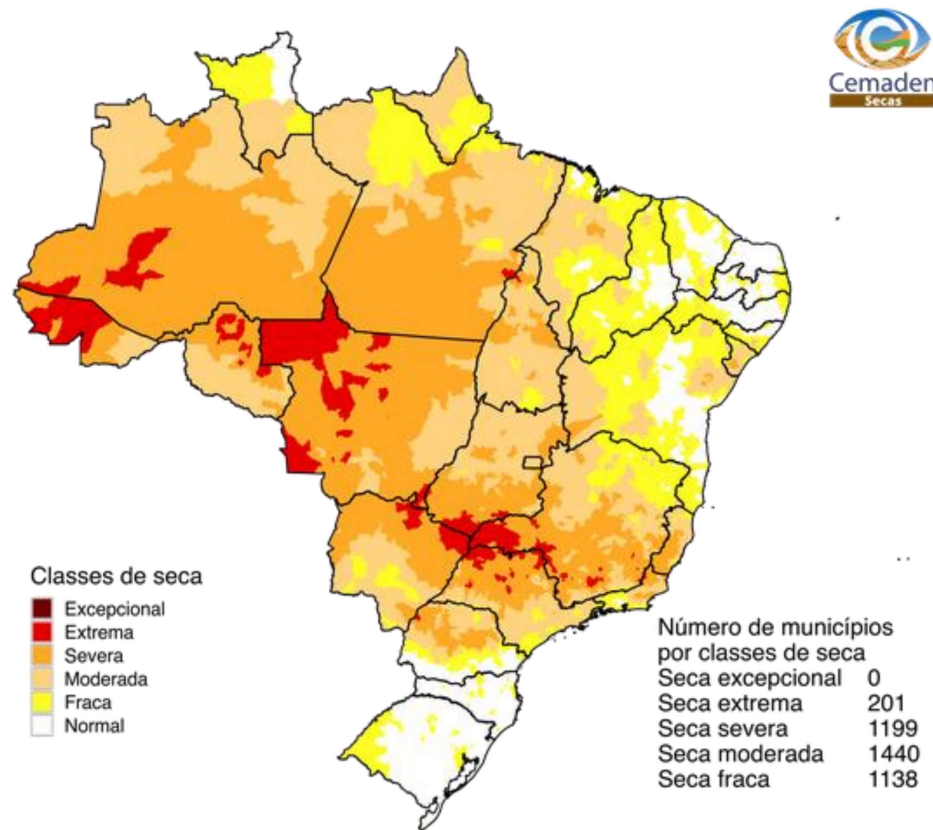 Cemaden
Secas
Classes de seca
Excepcional
Extrema
Severa
Moderada
Fraca
Normal
Número de municípios
por classes de seca
Seca excepcional 0
Seca extrema 201
Seca severa 1199
Seca moderada 1440
Seca fraca 1138